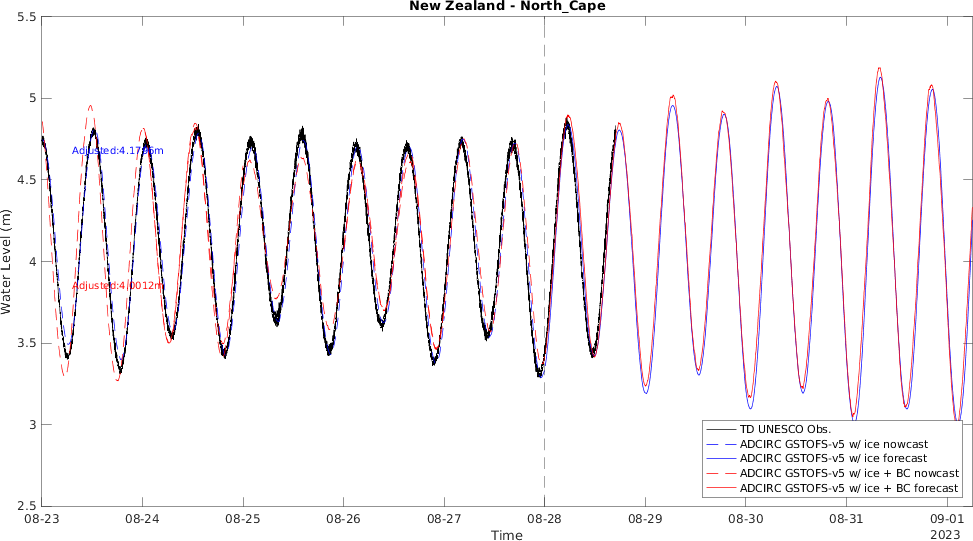 New Zealand - North_Cape
5.5
5
4.5
4
3.5
3
2.5
Water Level (m)
Adjusted:4.0012m
TD UNESCO Obs.
ADCIRC GSTOFS-v5 w/ ice nowcast
ADCIRC GSTOFS-v5 w/ ice forecast
ADCIRC GSTOFS-v5 w/ ice + BC nowcast
ADCIRC GSTOFS-v5 w/ ice + BC forecast
08-23 08-24 08-25 08-26 08-27 08-28 08-29 08-30 08-31 09-01
2023
Time